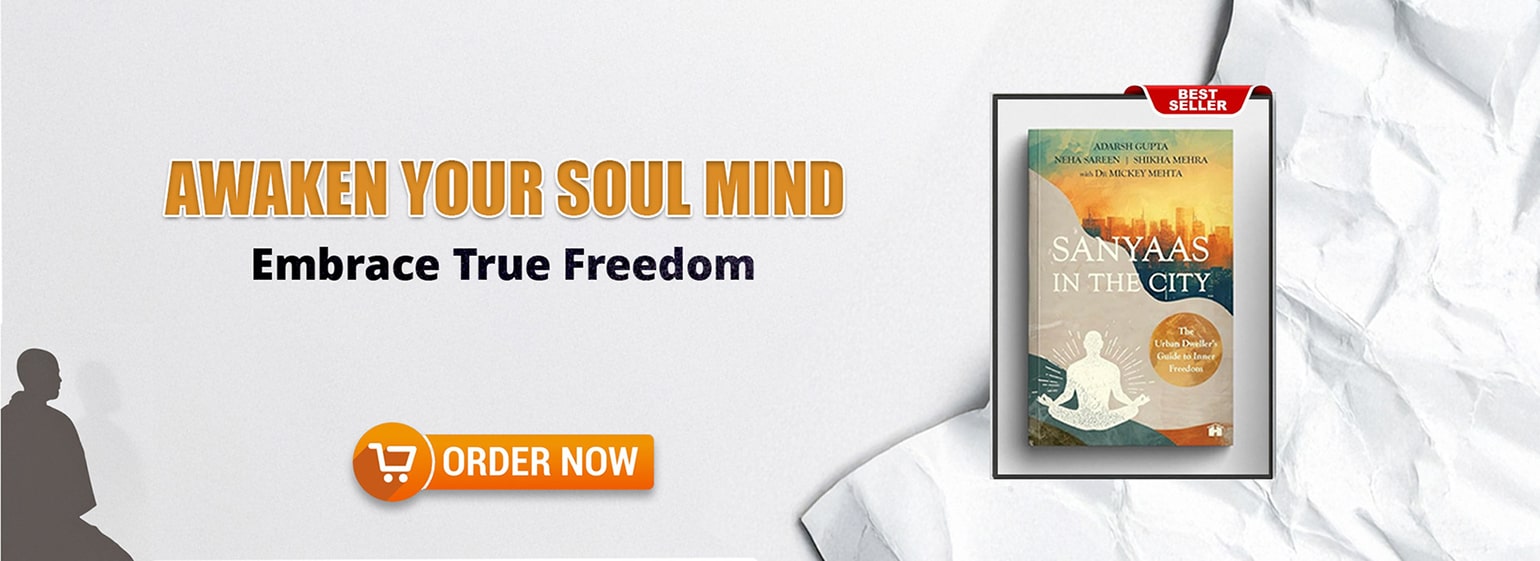 AWAKEN YOUR SOUL MIND
Embrace True Freedom
ORDER NOW
BEST
SELLER
ADARSH GUPTA
NEHA SAREEN | SHIKHA MEHRA
with DR MICKEY MEHTA
SANYAAS
IN THE CITY
The
Urban Dweller's
Guide to Inner
Freedom